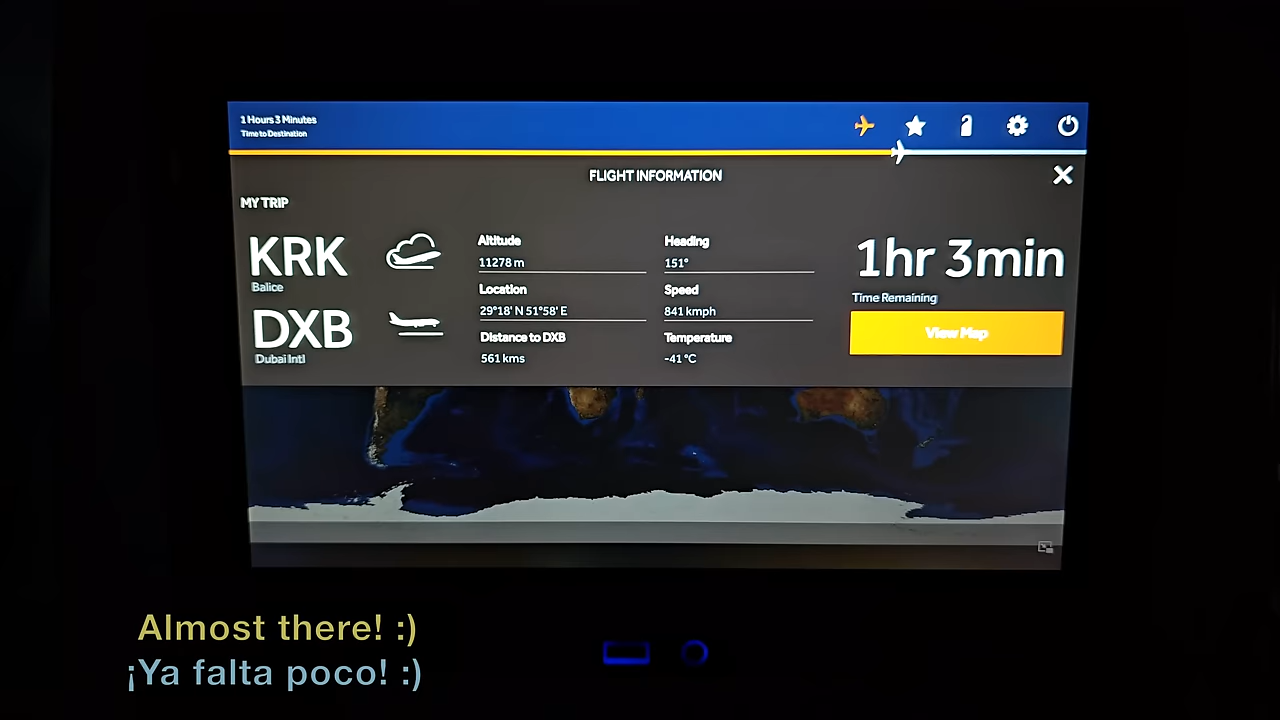 1 Hours 3 Minutes
Time to Destination
FLIGHT INFORMATION
MY TRIP
KRK
Balice
DXB
Dubai Intl
Altitude
11278 m
Location
29°18' N 51°58' E
Distance to DXB
561 kms
Heading
151°
Speed
841 kmph
Temperature
-41 °C
1hr 3min
Time Remaining
View Map
Almost there! :)
¡Ya falta poco! :)